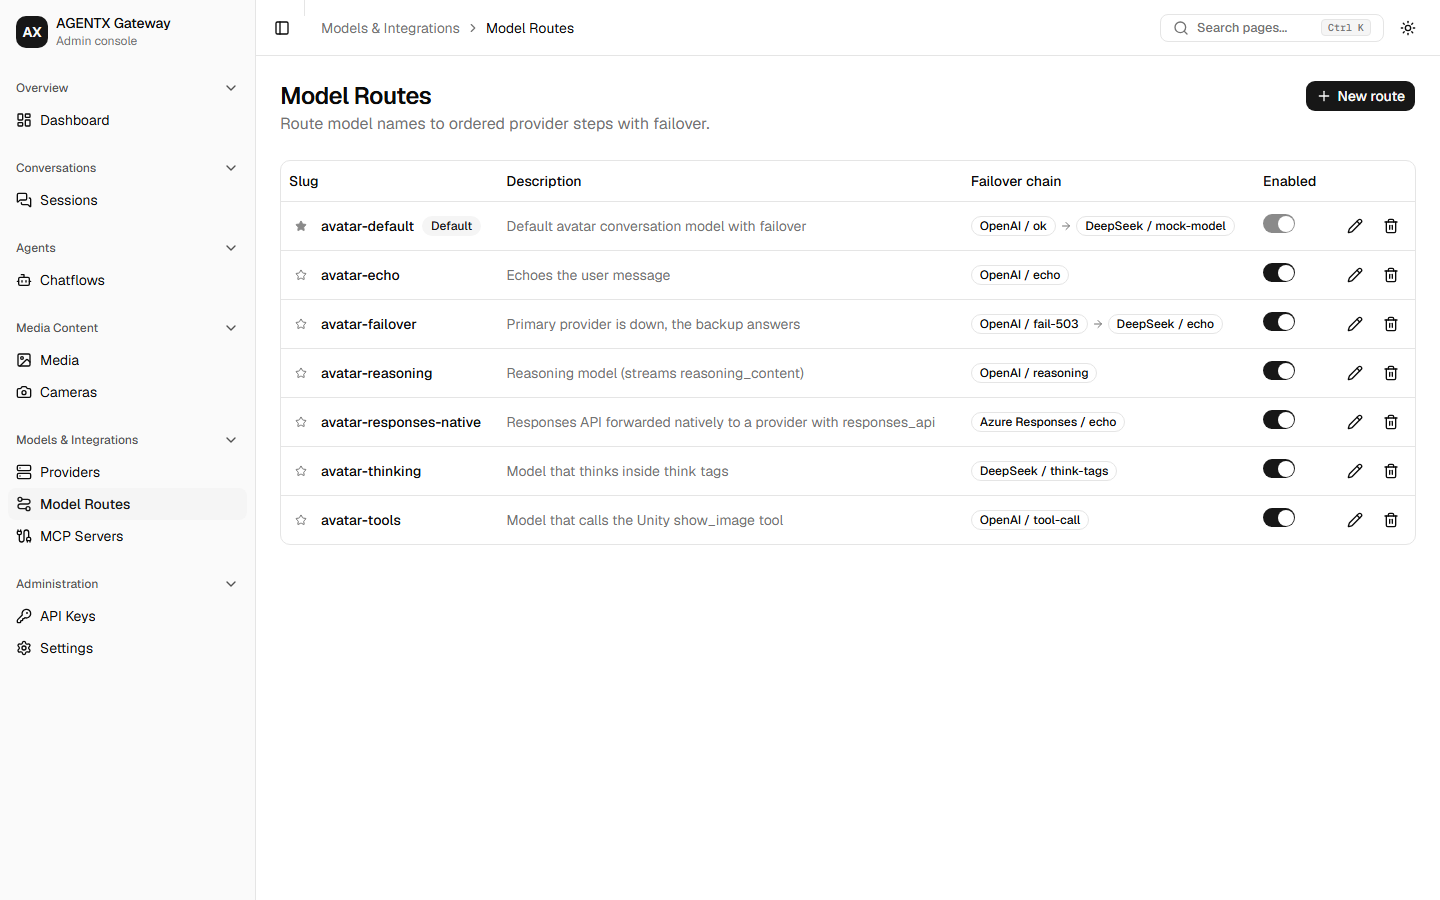 AX
AGENTX Gateway
Admin console
Overview
Dashboard
Conversations
Sessions
Agents
Chatflows
Media Content
Media
Cameras
Models & Integrations
Providers
Model Routes
MCP Servers
Administration
API Keys
Settings
Models & Integrations > Model Routes
Search pages... Ctrl K
Model Routes
Route model names to ordered provider steps with failover.
+ New route
Slug Description Failover chain Enabled
avatar-default Default Default avatar conversation model with failover OpenAI / ok → DeepSeek / mock-model
avatar-echo Echoes the user message OpenAI / echo
avatar-failover Primary provider is down, the backup answers OpenAI / fail-503 → DeepSeek / echo
avatar-reasoning Reasoning model (streams reasoning_content) OpenAI / reasoning
avatar-responses-native Responses API forwarded natively to a provider with responses_api Azure Responses / echo
avatar-thinking Model that thinks inside think tags DeepSeek / think-tags
avatar-tools Model that calls the Unity show_image tool OpenAI / tool-call